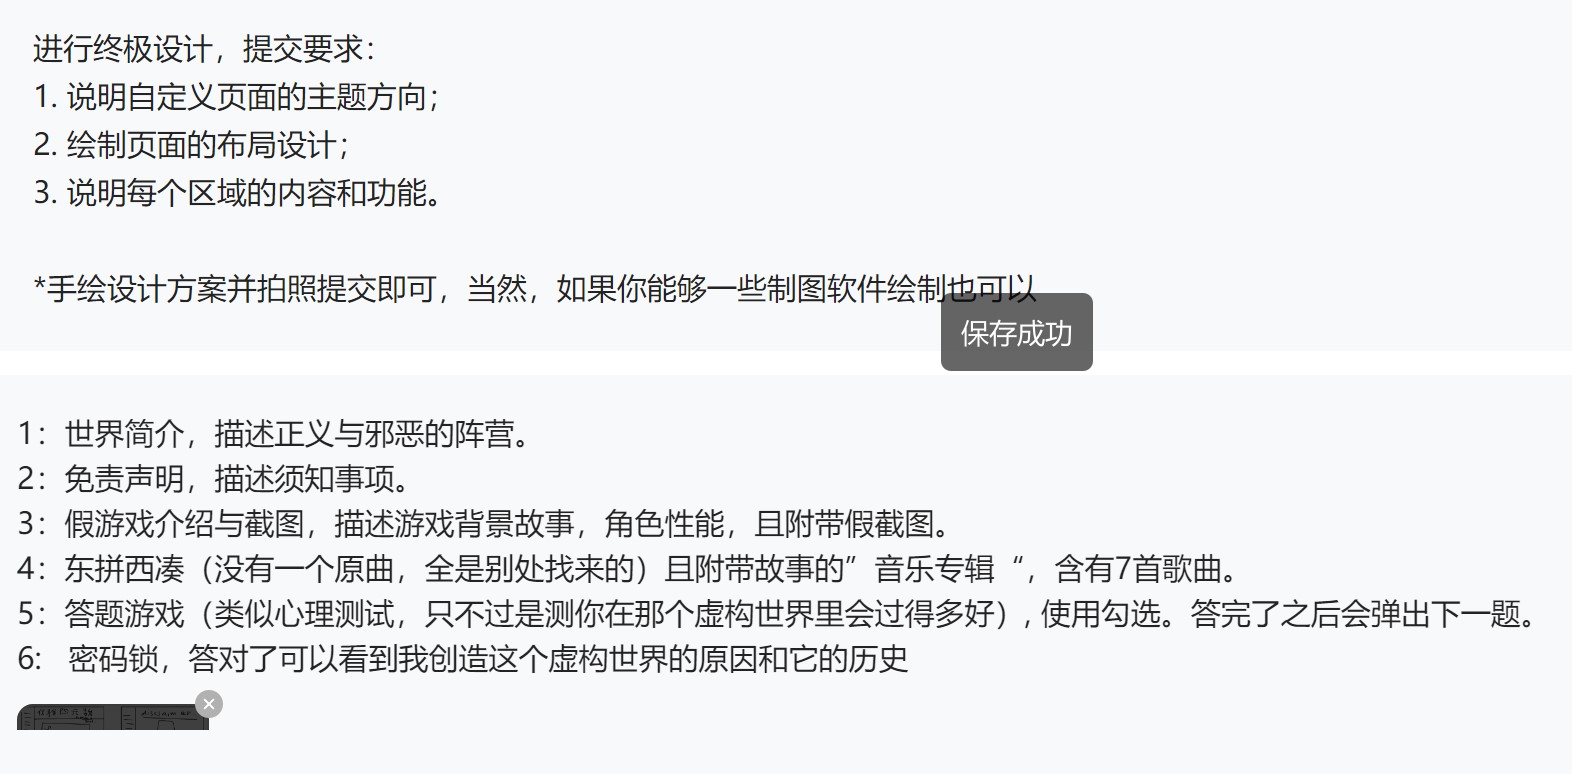 进行终极设计，提交要求：
1. 说明自定义页面的主题方向；
2. 绘制页面的布局设计；
3. 说明每个区域的内容和功能。
*手绘设计方案并拍照提交即可，当然，如果你能够一些制图软件绘制也可以
保存成功
1：世界简介，描述正义与邪恶的阵营。
2：免责声明，描述须知事项。
3：假游戏介绍与截图，描述游戏背景故事，角色性能，且附带假截图。
4：东拼西凑（没有一个原曲，全是别处找来的）且附带故事的”音乐专辑“，含有7首歌曲。
5：答题游戏（类似心理测试，只不过是测你在那个虚构世界里会过得多好）, 使用勾选。答完了之后会弹出下一题。
6:   密码锁，答对了可以看到我创造这个虚构世界的原因和它的历史